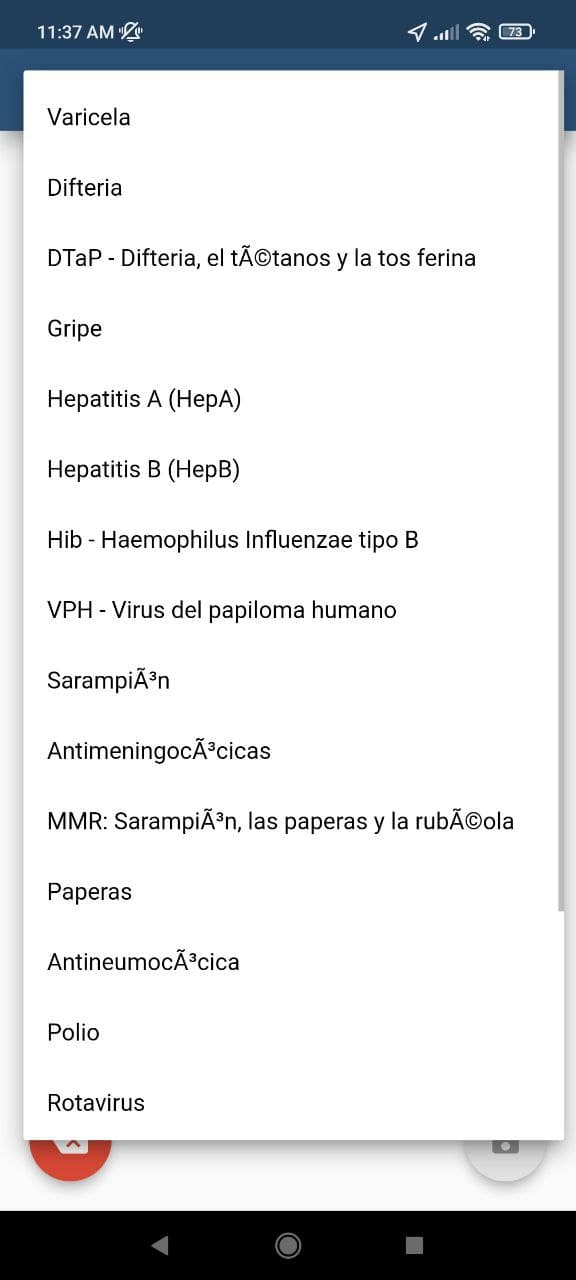 11:37 AM
73
Varicela
Difteria
DTaP - Difteria, el tÃ©tanos y la tos ferina
Gripe
Hepatitis A (HepA)
Hepatitis B (HepB)
Hib - Haemophilus Influenzae tipo B
VPH - Virus del papiloma humano
SarampiÃ³n
AntimeningocÃ³cicas
MMR: SarampiÃ³n, las paperas y la rubÃ©ola
Paperas
AntineumocÃ³cica
Polio
Rotavirus